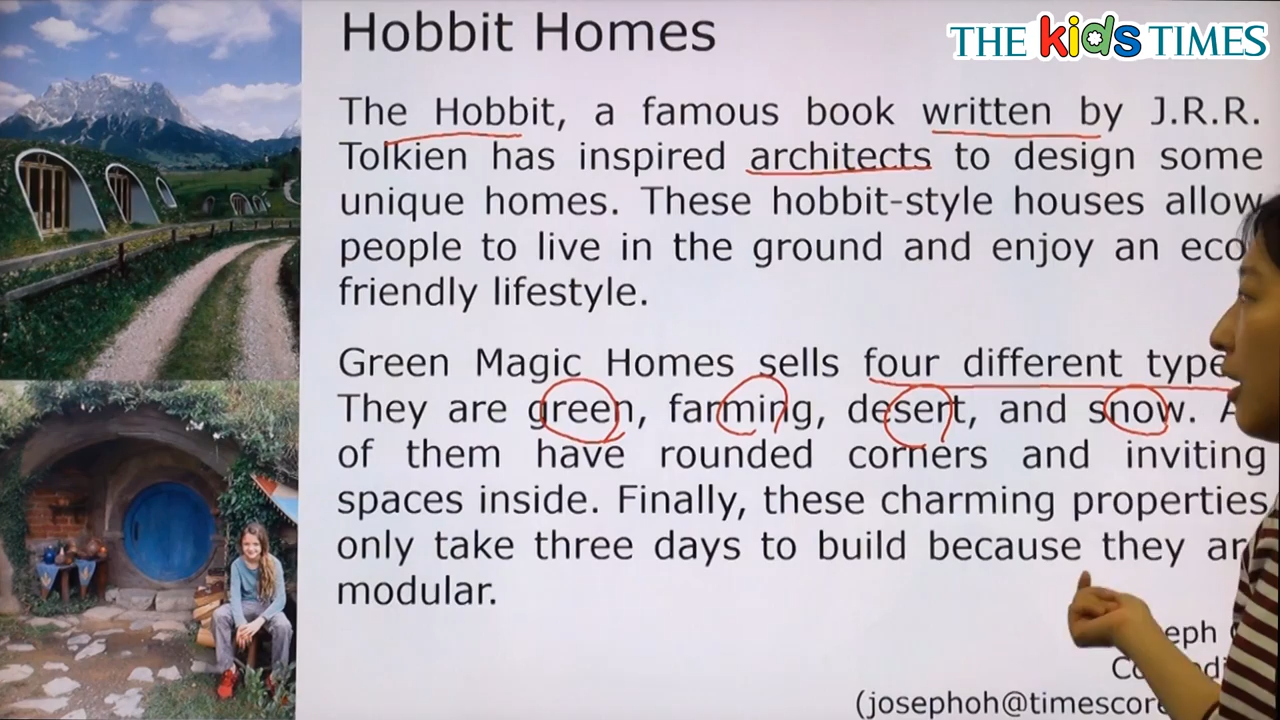 Hobbit Homes
THE kids TIMES
The Hobbit, a famous book written by J.R.R.
Tolkien has inspired architects to design some
unique homes. These hobbit-style houses allow
people to live in the ground and enjoy an eco
friendly lifestyle.
Green Magic Homes sells four different type
They are green, farming, desert, and snow. A
of them have rounded corners and inviting
spaces inside. Finally, these charming properties
only take three days to build because they ar
modular.
eph
(josephoh@timescor